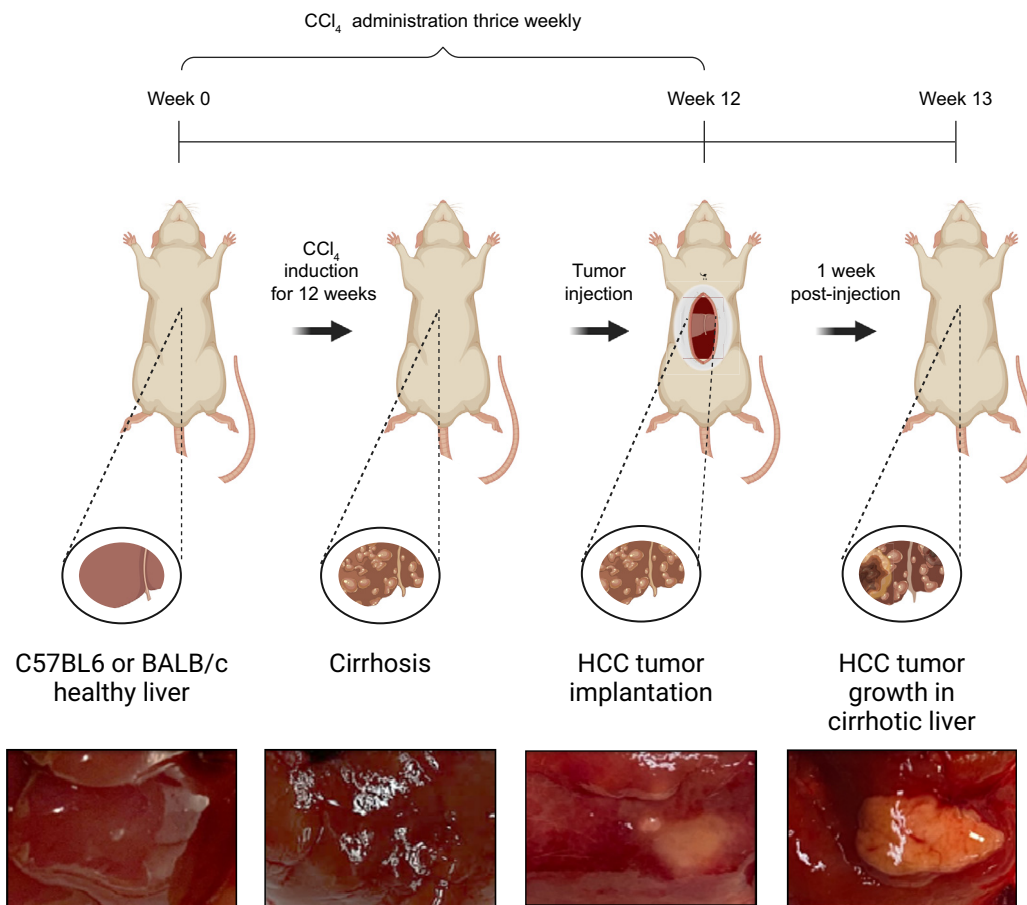 CCl₄ administration thrice weekly
Week 0
Week 12
Week 13
CCl₄
induction
for 12 weeks
Tumor
injection
1 week
post-injection
C57BL6 or BALB/c
healthy liver
Cirrhosis
HCC tumor
implantation
HCC tumor
growth in
cirrhotic liver